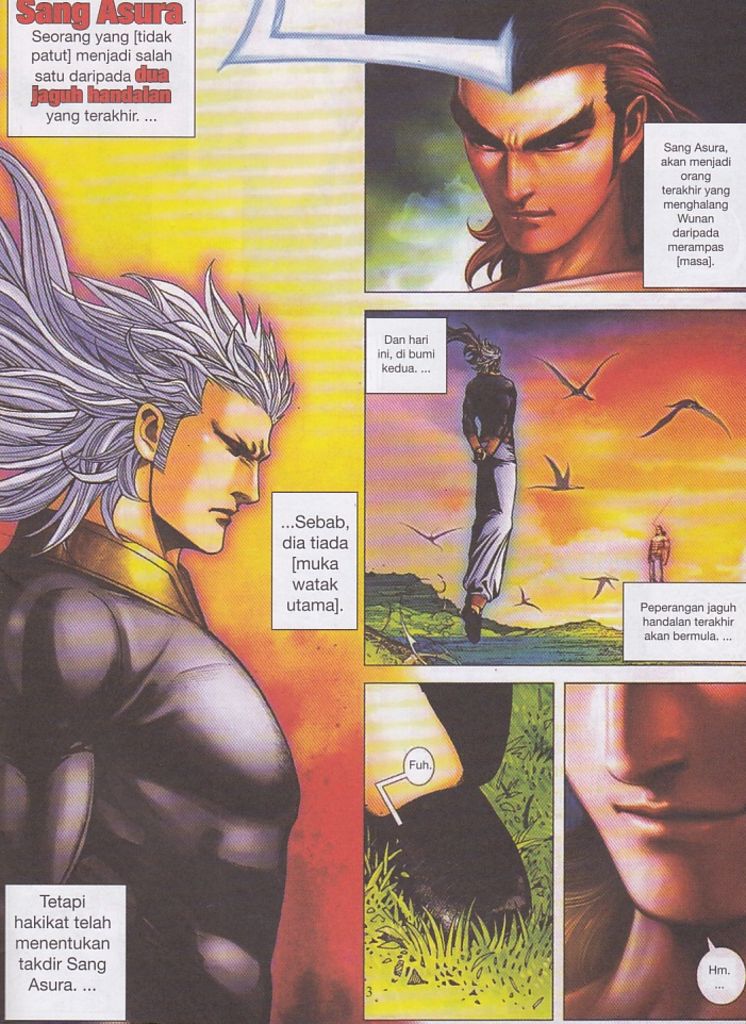 Sang Asura.
Seorang yang [tidak
patut] menjadi salah
satu daripada dua
jaguh handalan
yang terakhir. ...
...Sebab,
dia tiada
[muka
watak
utama].
Tetapi
hakikat telah
menentukan
takdir Sang
Asura. ...
Sang Asura,
akan menjadi
orang
terakhir yang
menghalang
Wunan
daripada
merampas
[masa].
Dan hari
ini, di bumi
kedua. ...
Peperangan jaguh
handalan terakhir
akan bermula. ...
Fuh.
3
Hm.
...